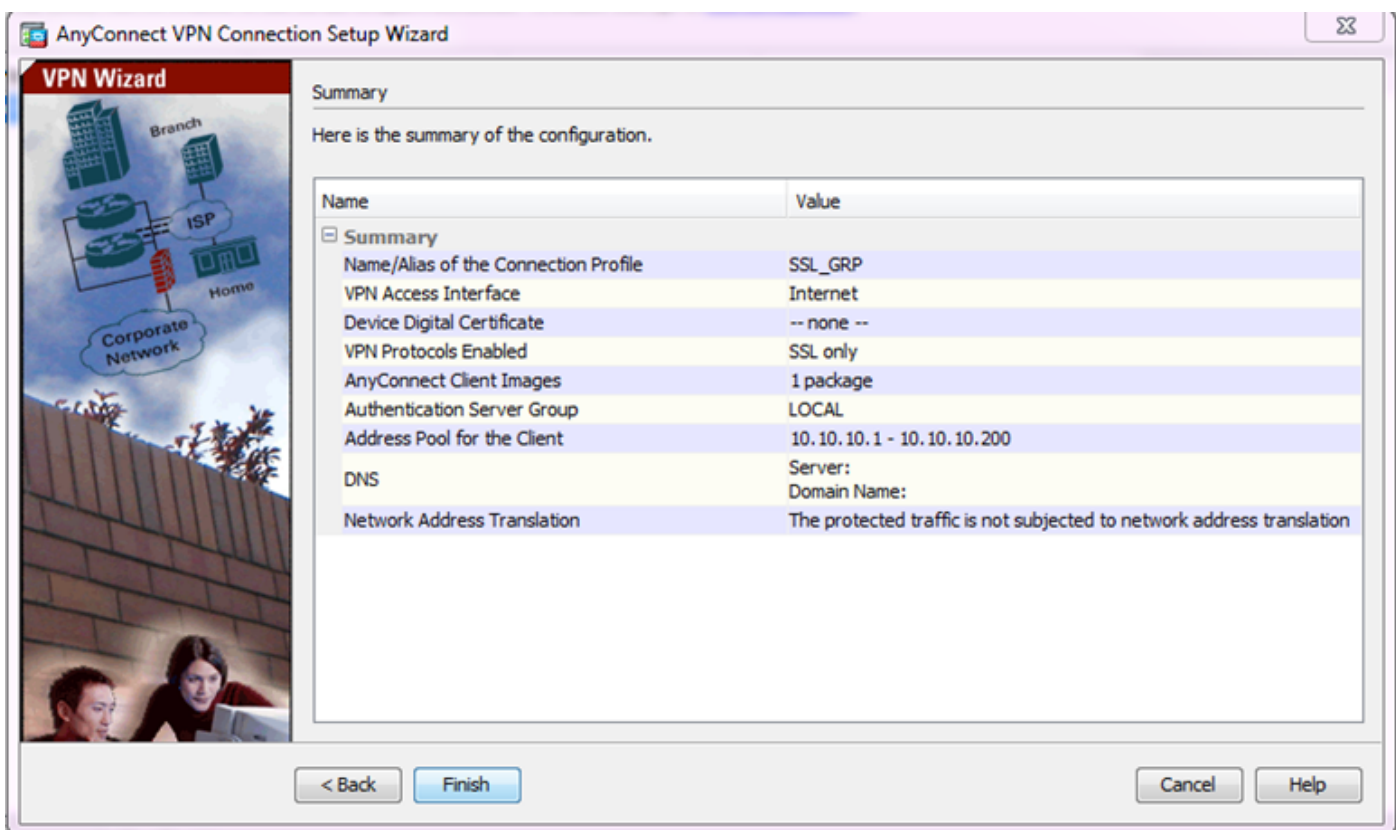 AnyConnect VPN Connection Setup Wizard
VPN Wizard
Branch
ISP
Home
Corporate
Network
Summary
Here is the summary of the configuration.
Name Value
Summary
Name/Alias of the Connection Profile SSL_GRP
VPN Access Interface Internet
Device Digital Certificate -- none --
VPN Protocols Enabled SSL only
AnyConnect Client Images 1 package
Authentication Server Group LOCAL
Address Pool for the Client 10.10.10.1 - 10.10.10.200
DNS Server:
Domain Name:
Network Address Translation The protected traffic is not subjected to network address translation
< Back Finish Cancel Help